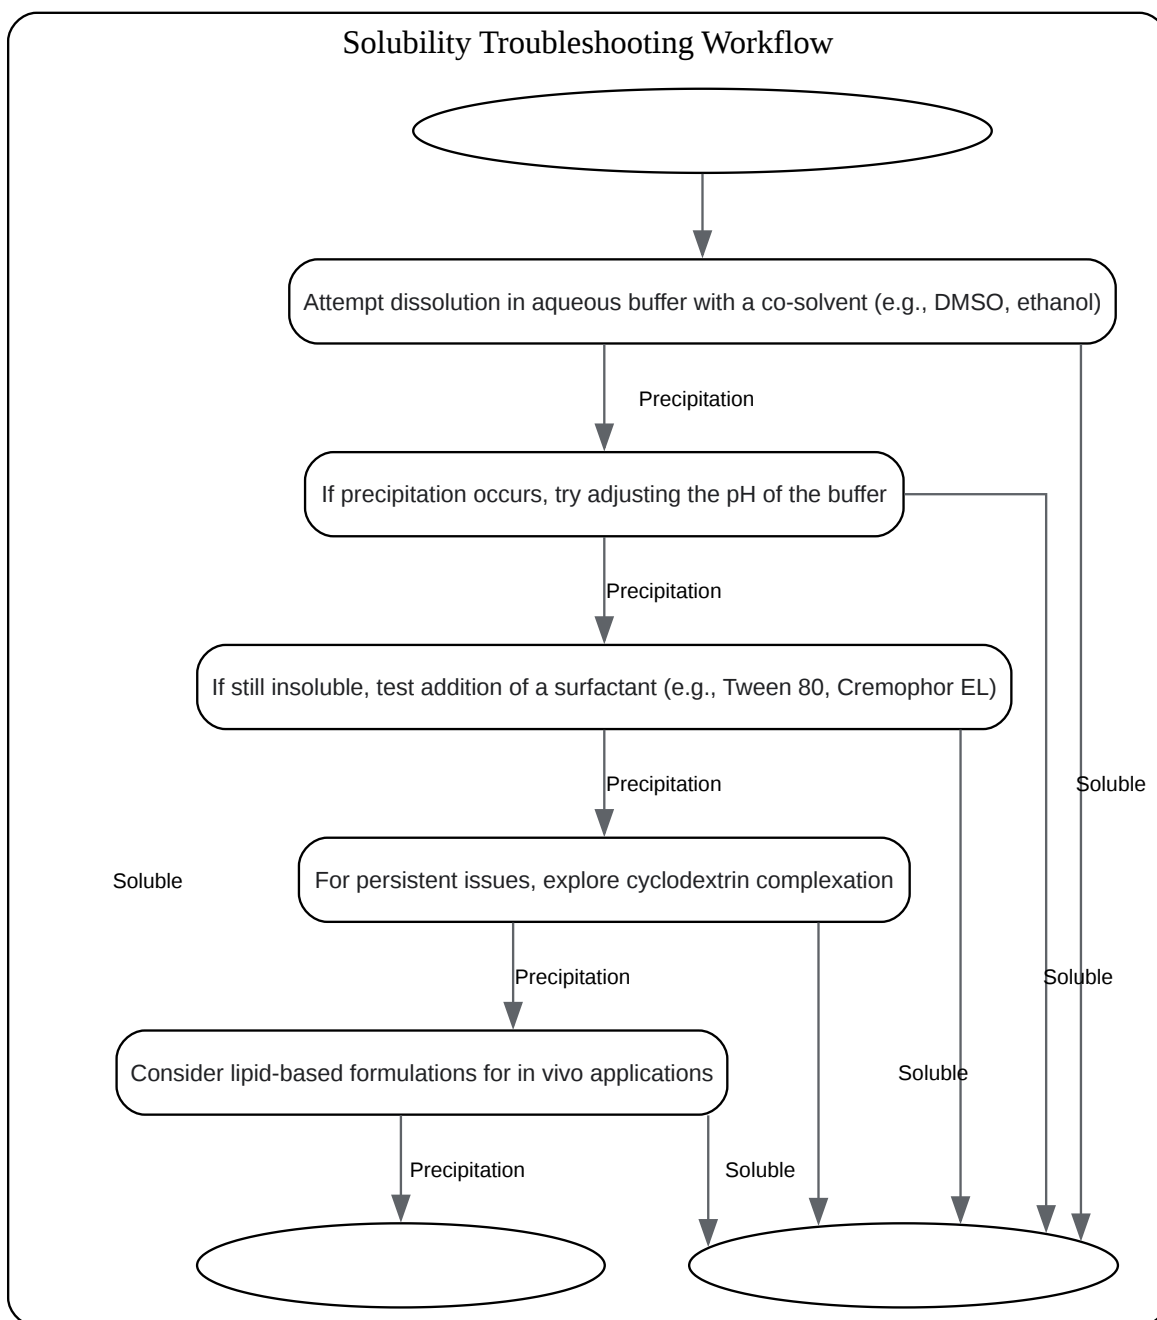 Solubility Troubleshooting Workflow
Attempt dissolution in aqueous buffer with a co-solvent (e.g., DMSO, ethanol)
Precipitation
If precipitation occurs, try adjusting the pH of the buffer
Precipitation
If still insoluble, test addition of a surfactant (e.g., Tween 80, Cremophor EL)
Precipitation
Soluble
Soluble
For persistent issues, explore cyclodextrin complexation
Precipitation
Soluble
Consider lipid-based formulations for in vivo applications
Soluble
Precipitation
Soluble